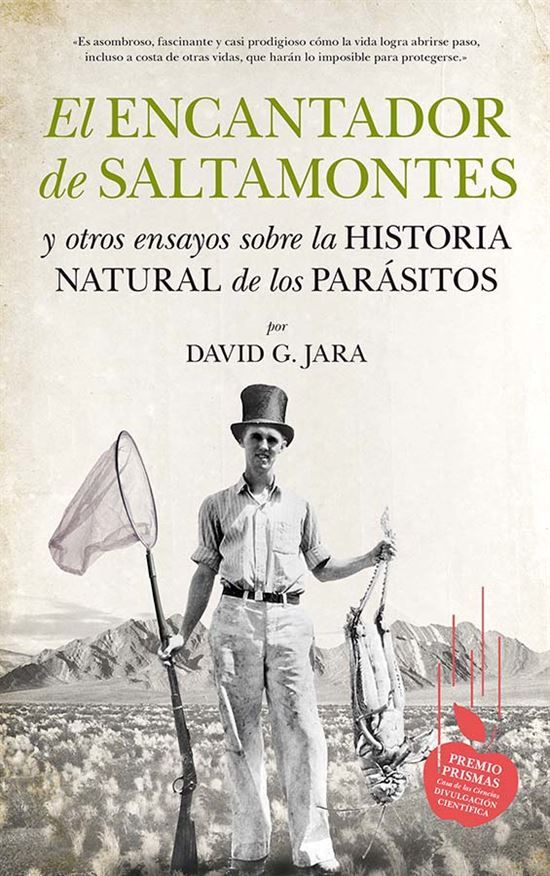 «Es asombroso, fascinante y casi prodigioso cómo la vida logra abrirse paso,
incluso a costa de otras vidas, que harán lo imposible para protegerse.»
El ENCANTADOR
de SALTAMONTES
y otros ensayos sobre la HISTORIA
NATURAL de los PARÁSITOS
por
DAVID G. JARA
PREMIO
PRISMAS
Casa de las Ciencias
DIVULGACIÓN
CIENTÍFICA